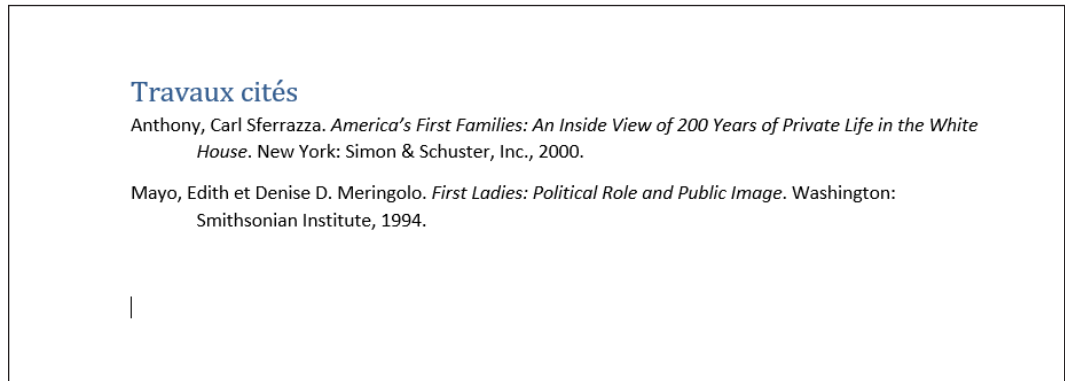 Travaux cités
Anthony, Carl Sferrazza. America’s First Families: An Inside View of 200 Years of Private Life in the White
House. New York: Simon & Schuster, Inc., 2000.
Mayo, Edith et Denise D. Meringolo. First Ladies: Political Role and Public Image. Washington:
Smithsonian Institute, 1994.